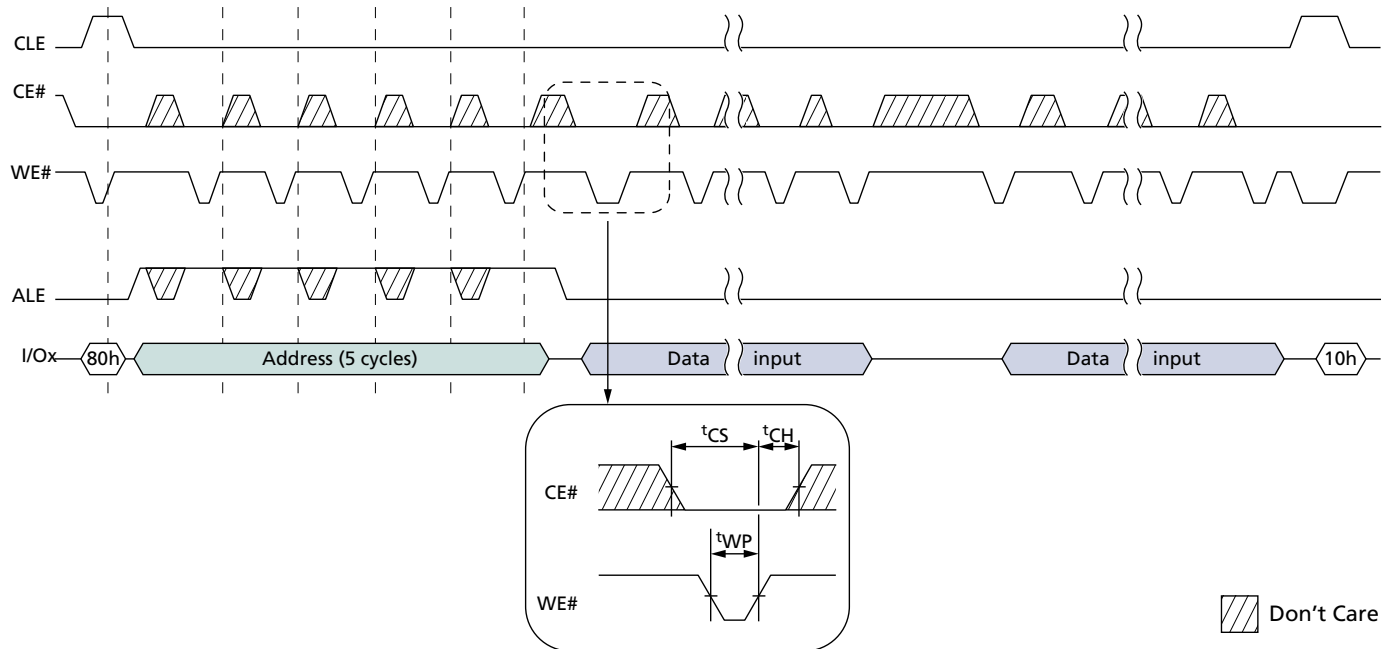 CLE
CE#
WE#
ALE
I/Ox 80h Address (5 cycles) Data input Data input 10h
tCS tCH
CE#
tWP
WE#
Don't Care